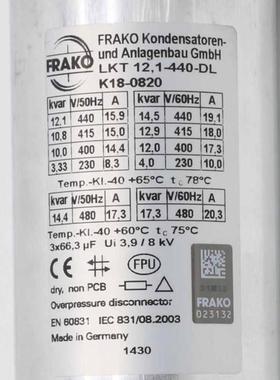 FRAKO
FRAKO Kondensatoren-
und Anlagenbau GmbH
LKT 12,1-440-DL
K18-0820
kvar V/50Hz A kvar V/60Hz A
12,1 440 15,9 14,5 440 19,1
10,8 415 15,0 12,9 415 18,0
10,0 400 14,4 12,0 400 17,3
3,33 230 8,3 4,0 230 10,0
Temp.-Kl.-40 +65°C tc 78°C
kvar V/50Hz A kvar V/60Hz A
14,4 480 17,3 17,3 480 20,3
Temp.-Kl.-40 +60°C tc 75°C
3x66,3 µF Ui 3,9 / 8 kV
CE FPU
dry, non PCB
Overpressure disconnector
EN 60831 IEC 831/08.2003
Made in Germany
1430
FRAKO
023132